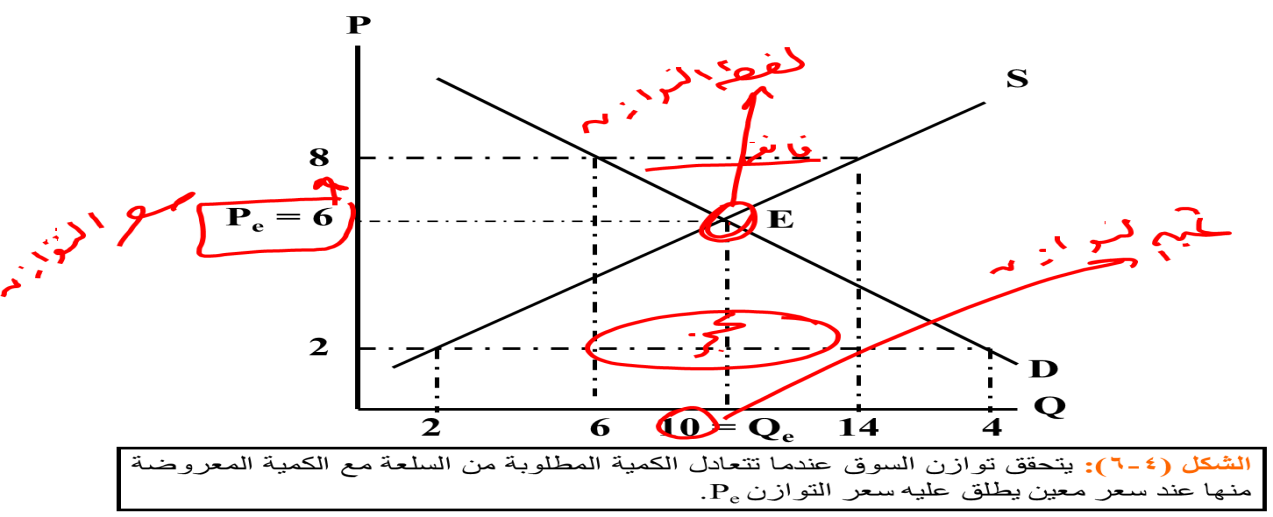 P
لفطة التوازن
S
8
فائض
سعر التوازن
Pe = 6
E
كمية التوازن
2
عجز
D
Q
2 6 10 = Qe 14 4
الشكل (٤-٦): يتحقق توازن السوق عندما تتعادل الكمية المطلوبة من السلعة مع الكمية المعروضة
منها عند سعر معين يطلق عليه سعر التوازن Pe.